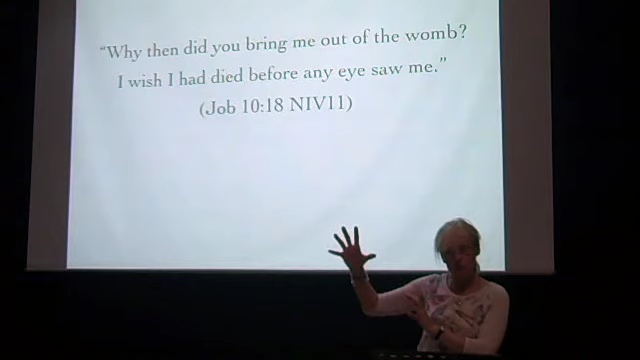 “Why then did you bring me out of the womb?
I wish I had died before any eye saw me.”
(Job 10:18 NIV11)